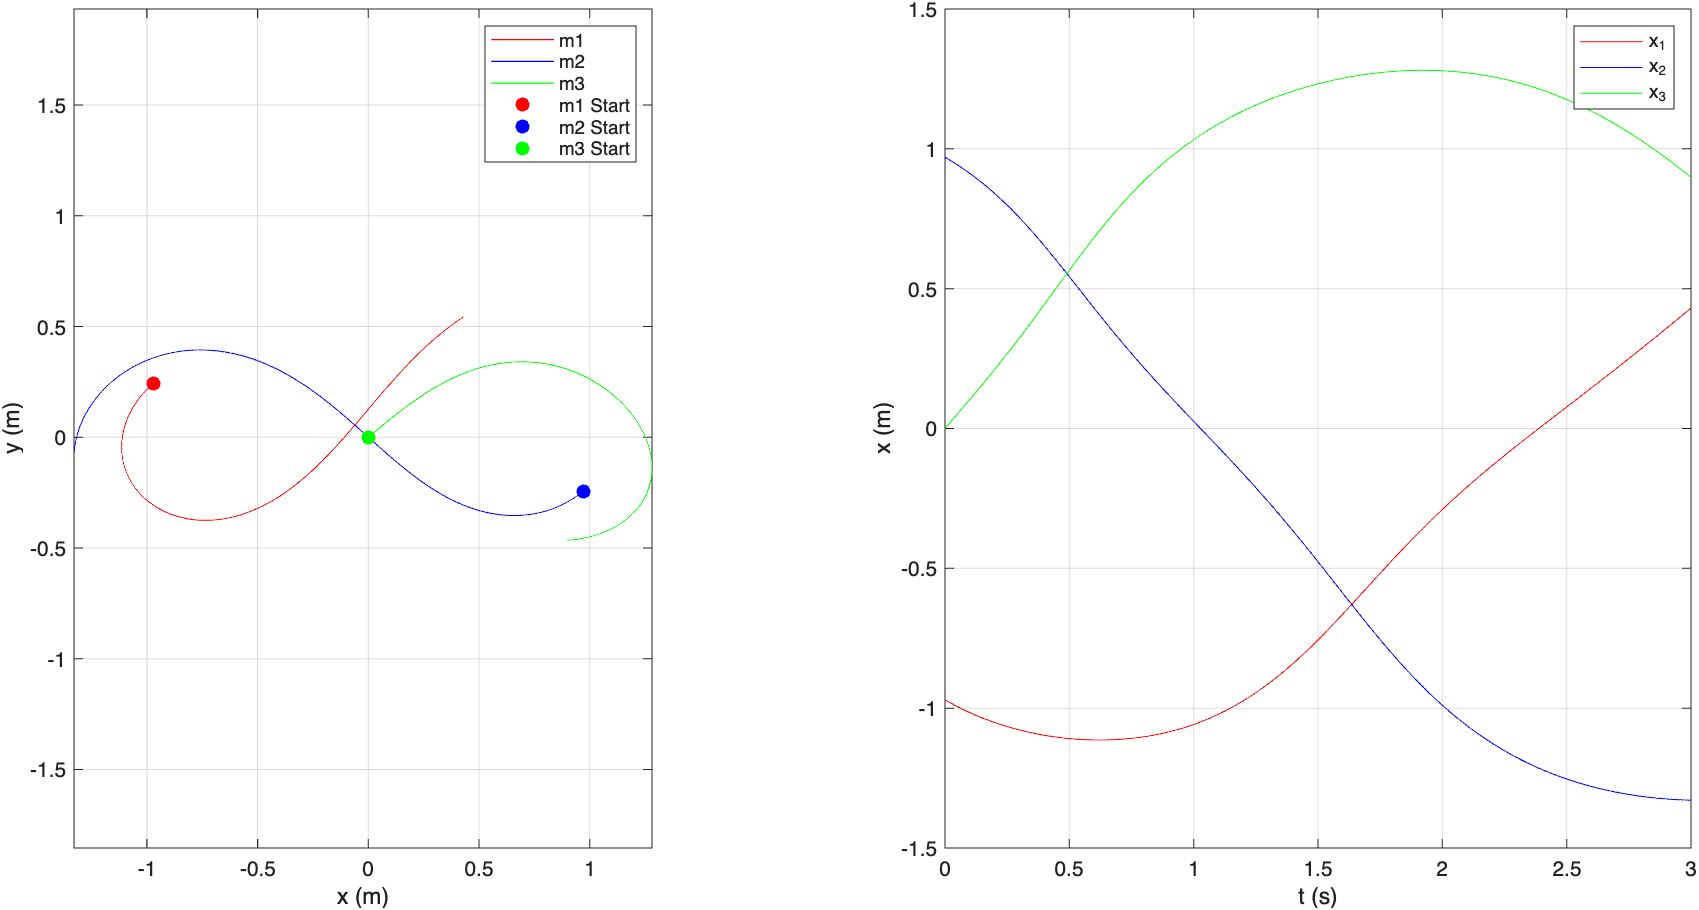 m1
m2
m3
m1 Start
m2 Start
m3 Start
1.5
1
0.5
0
-0.5
-1
-1.5
y (m)
-1 -0.5 0 0.5 1
x (m)
x₁
x₂
x₃
1.5
1
0.5
0
-0.5
-1
-1.5
x (m)
0 0.5 1 1.5 2 2.5 3
t (s)